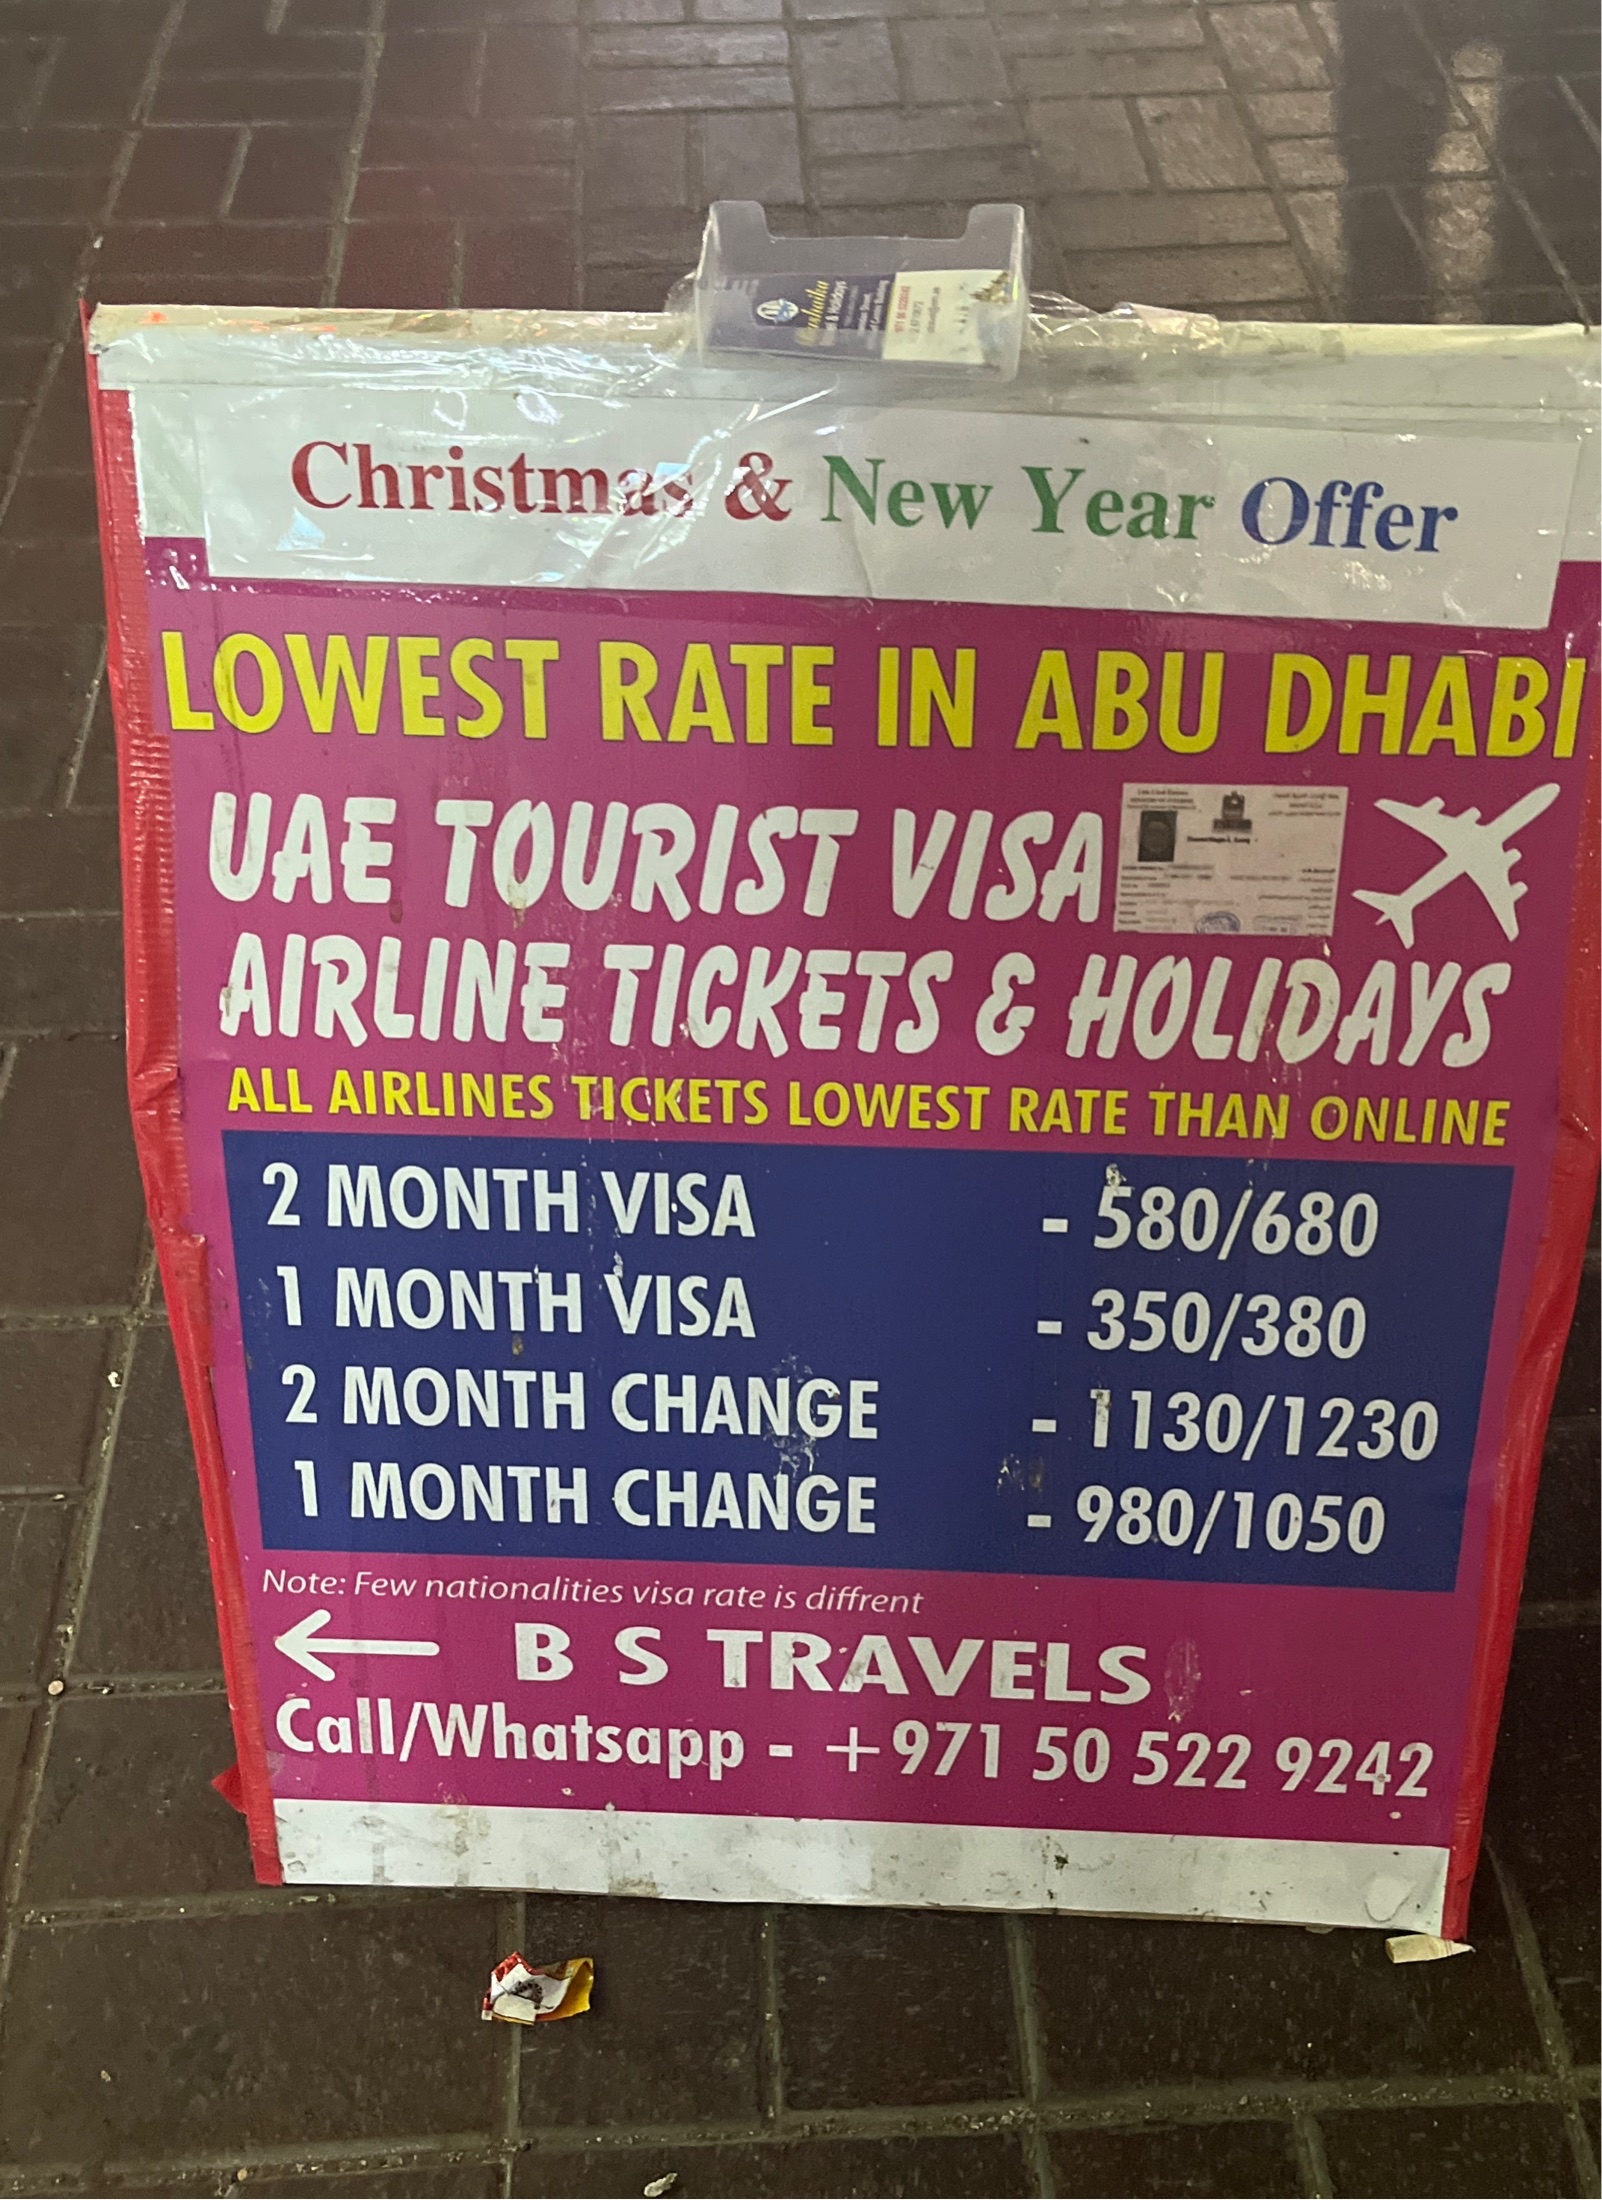 Christmas & New Year Offer
LOWEST RATE IN ABU DHABI
UAE TOURIST VISA
AIRLINE TICKETS & HOLIDAYS
ALL AIRLINES TICKETS LOWEST RATE THAN ONLINE
2 MONTH VISA - 580/680
1 MONTH VISA - 350/380
2 MONTH CHANGE - 1130/1230
1 MONTH CHANGE - 980/1050
Note: Few nationalities visa rate is diffrent
B S TRAVELS
Call/Whatsapp - +971 50 522 9242